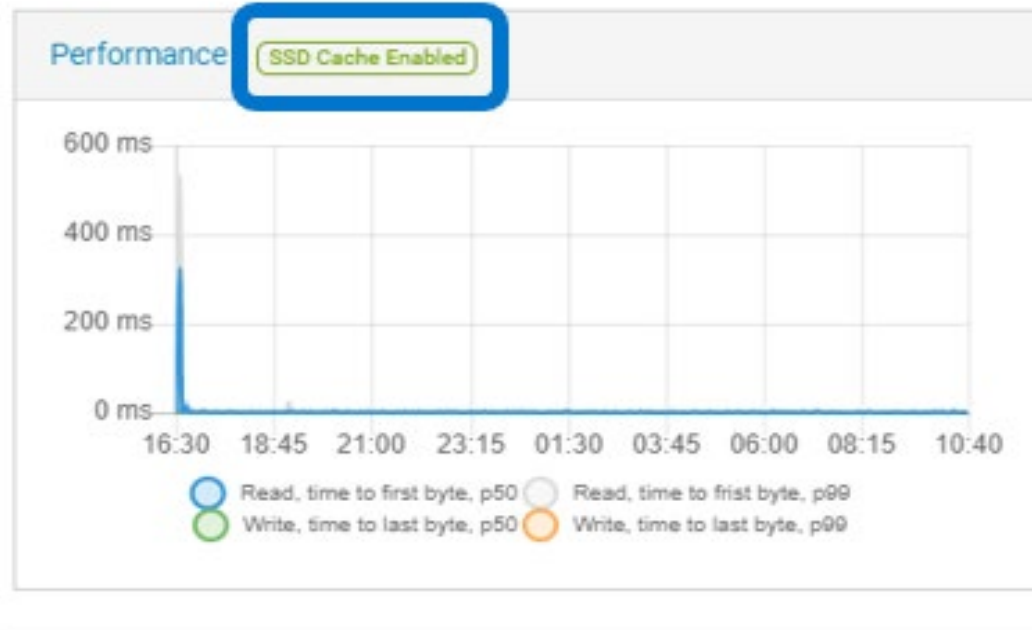 Performance SSD Cache Enabled
600 ms
400 ms
200 ms
0 ms
16:30 18:45 21:00 23:15 01:30 03:45 06:00 08:15 10:40
Read, time to first byte, p50 Read, time to frist byte, p99
Write, time to last byte, p50 Write, time to last byte, p99